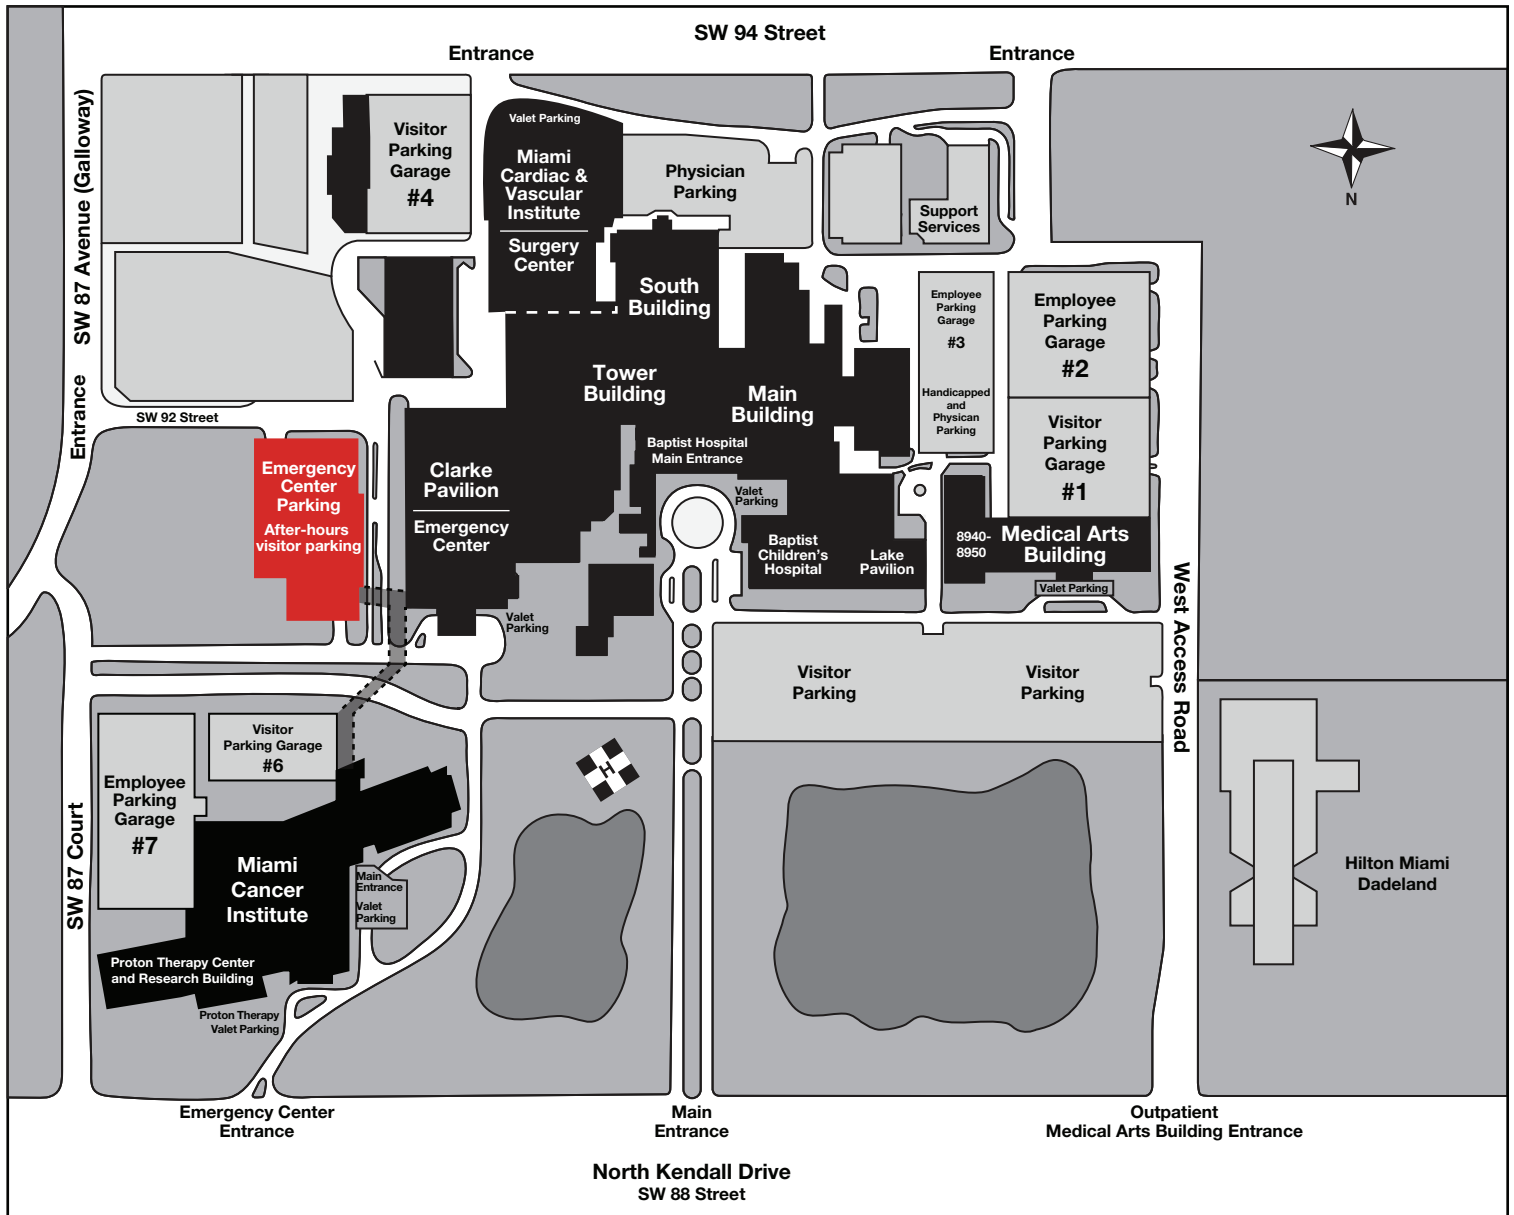 SW 94 Street
Entrance
Entrance
SW 87 Avenue (Galloway)
Visitor
Parking
Garage
#4
Valet Parking
Miami
Cardiac &
Vascular
Institute
Surgery
Center
Physician
Parking
Support
Services
N
South
Building
Employee
Parking
Garage
#3
Handicapped
and
Physican
Parking
Employee
Parking
Garage
#2
Visitor
Parking
Garage
#1
Tower
Building
Main
Building
Entrance
SW 92 Street
Baptist Hospital
Main Entrance
Emergency
Center
Parking
After-hours
visitor parking
Clarke
Pavilion
Emergency
Center
Valet
Parking
Baptist
Children's
Hospital
Lake
Pavilion
8940-
8950
Medical Arts
Building
Valet Parking
Valet
Parking
West Access Road
Visitor
Parking
Visitor
Parking
Visitor
Parking Garage
#6
H
Employee
Parking
Garage
#7
SW 87 Court
Miami
Cancer
Institute
Main
Entrance
Valet
Parking
Hilton Miami
Dadeland
Proton Therapy Center
and Research Building
Proton Therapy
Valet Parking
Emergency Center
Entrance
Main
Entrance
Outpatient
Medical Arts Building Entrance
North Kendall Drive
SW 88 Street